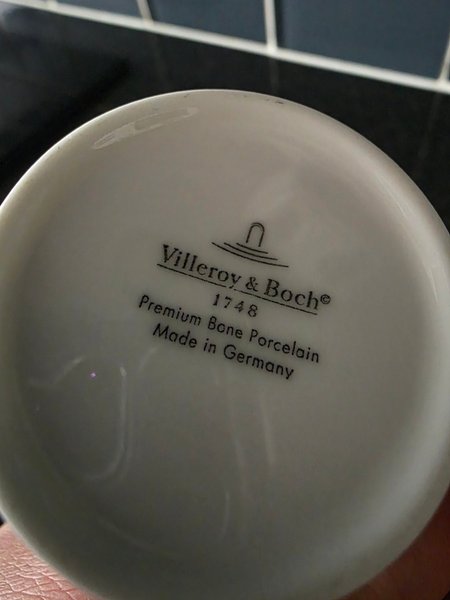 Villeroy & Boch©
1748
Premium Bone Porcelain
Made in Germany